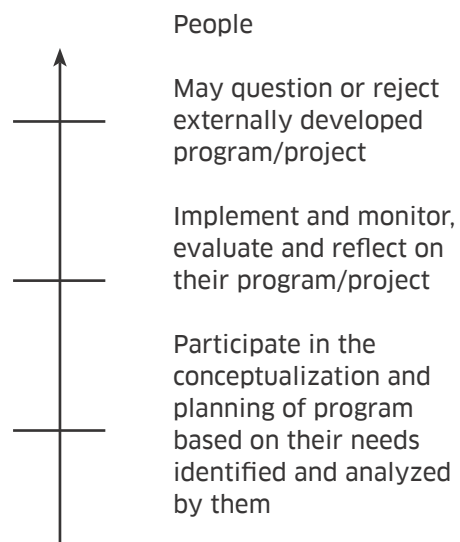 People
May question or reject
externally developed
program/project
Implement and monitor,
evaluate and reflect on
their program/project
Participate in the
conceptualization and
planning of program
based on their needs
identified and analyzed
by them